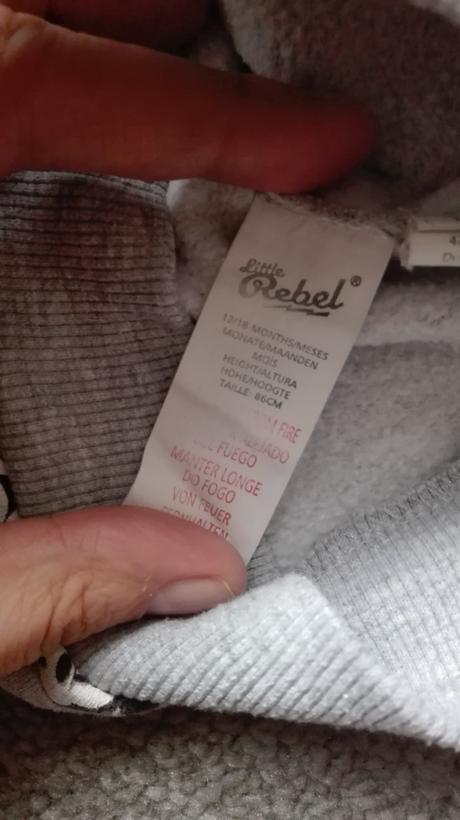 Little
Rebel®
12/18 MONTHS/MESES
MONATE/MAANDEN
MOIS
HEIGHT/ALTURA
HÖHE/HOOGTE
TAILLE: 86CM
FIRE
FUEGO
MANTER LONGE
DO FOGO
VON FEUER
FERNHALTEN